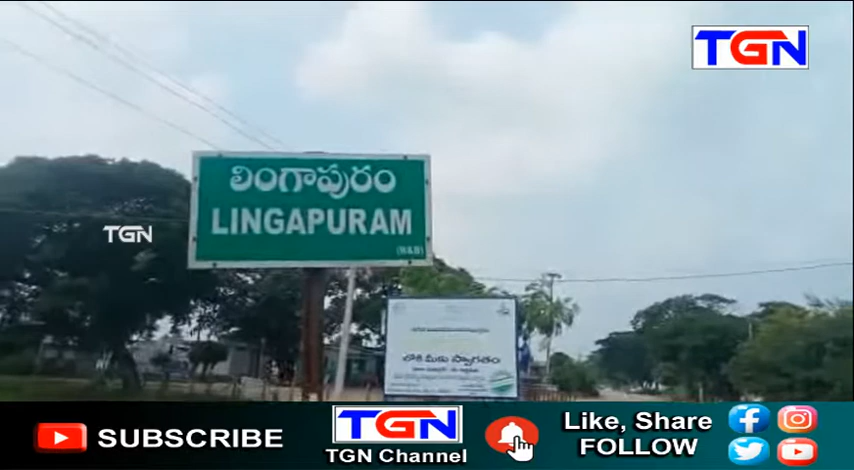 TGN
లింగాపురం
LINGAPURAM
(R&B)
TGN
లోకి మీకు స్వాగతం
SUBSCRIBE
TGN
TGN Channel
Like, Share
FOLLOW